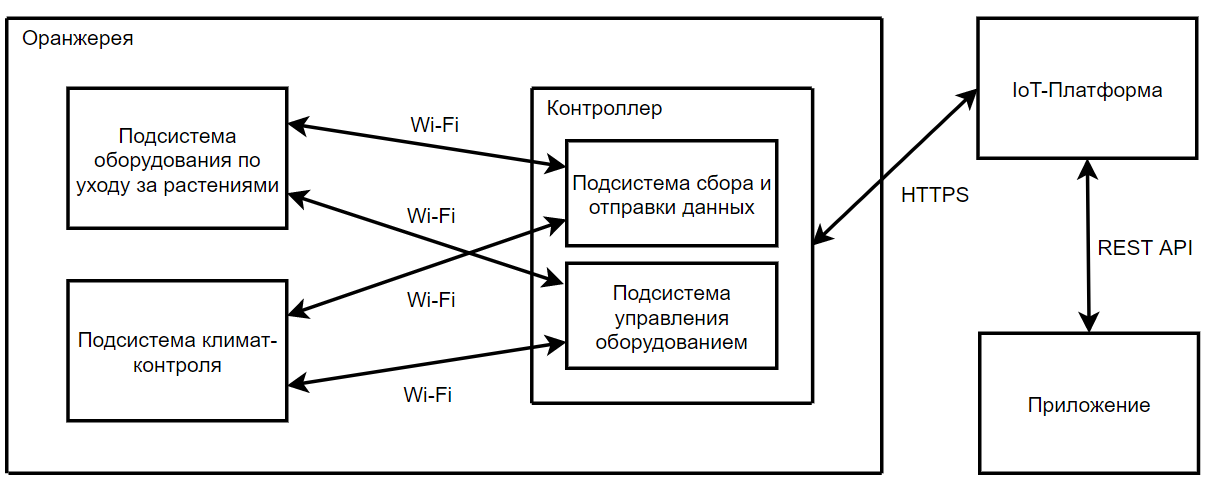 Оранжерея
Подсистема
оборудования по
уходу за растениями
Подсистема климат-
контроля
Wi-Fi
Wi-Fi
Wi-Fi
Wi-Fi
Контроллер
Подсистема сбора и
отправки данных
Подсистема
управления
оборудованием
HTTPS
IoT-Платформа
REST API
Приложение